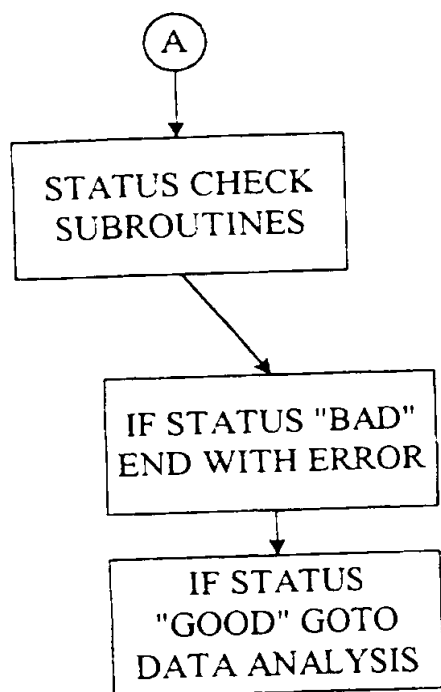 A
STATUS CHECK
SUBROUTINES
IF STATUS "BAD"
END WITH ERROR
IF STATUS
"GOOD" GOTO
DATA ANALYSIS